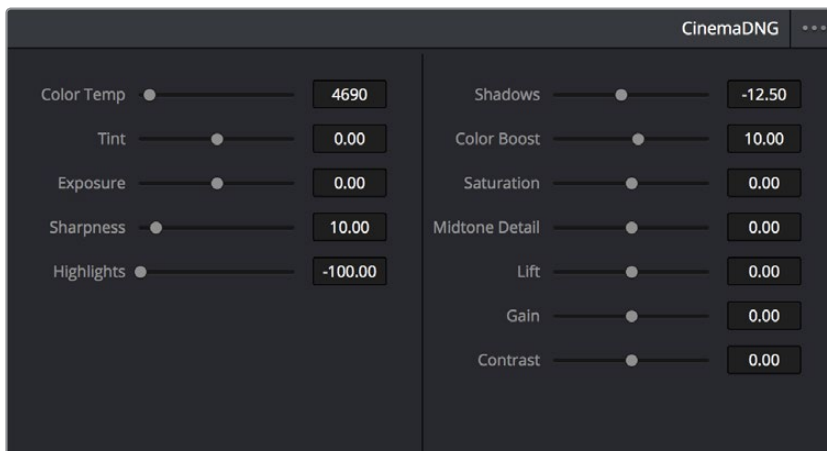 CinemaDNG
Color Temp 4690
Tint 0.00
Exposure 0.00
Sharpness 10.00
Highlights -100.00
Shadows -12.50
Color Boost 10.00
Saturation 0.00
Midtone Detail 0.00
Lift 0.00
Gain 0.00
Contrast 0.00